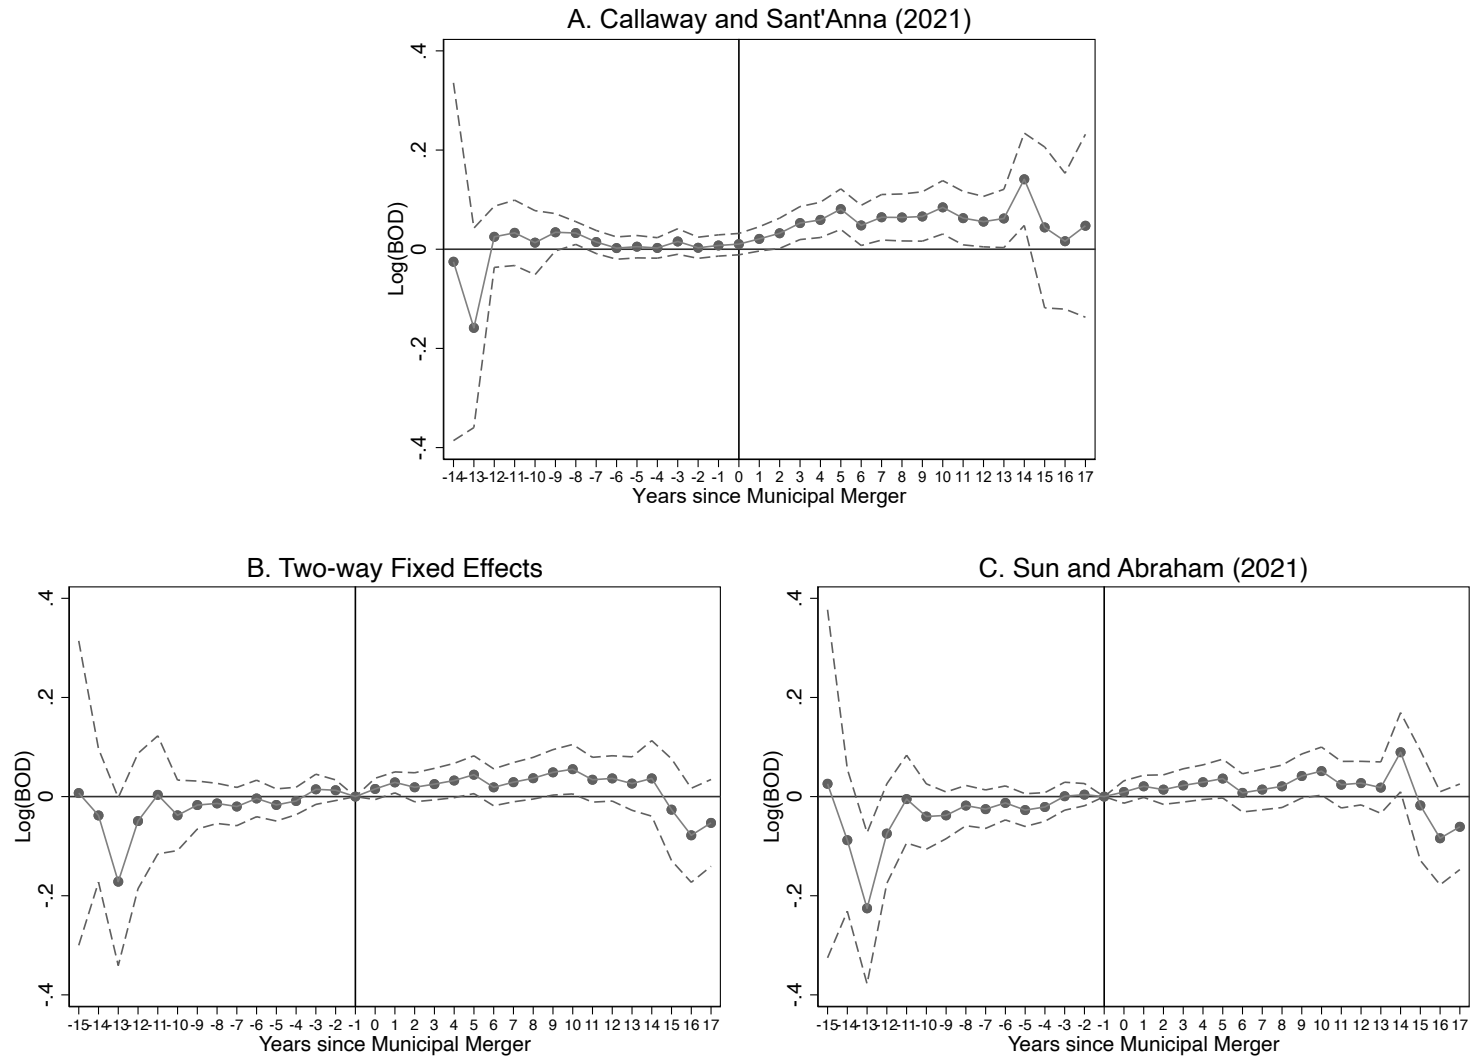 A. Callaway and Sant'Anna (2021)
.4
.2
0
-.2
-.4
Log(BOD)
-14 -13 -12 -11 -10 -9 -8 -7 -6 -5 -4 -3 -2 -1 0 1 2 3 4 5 6 7 8 9 10 11 12 13 14 15 16 17
Years since Municipal Merger
B. Two-way Fixed Effects
.4
.2
0
-.2
-.4
Log(BOD)
-15 -14 -13 -12 -11 -10 -9 -8 -7 -6 -5 -4 -3 -2 -1 0 1 2 3 4 5 6 7 8 9 10 11 12 13 14 15 16 17
Years since Municipal Merger
C. Sun and Abraham (2021)
.4
.2
0
-.2
-.4
Log(BOD)
-15 -14 -13 -12 -11 -10 -9 -8 -7 -6 -5 -4 -3 -2 -1 0 1 2 3 4 5 6 7 8 9 10 11 12 13 14 15 16 17
Years since Municipal Merger